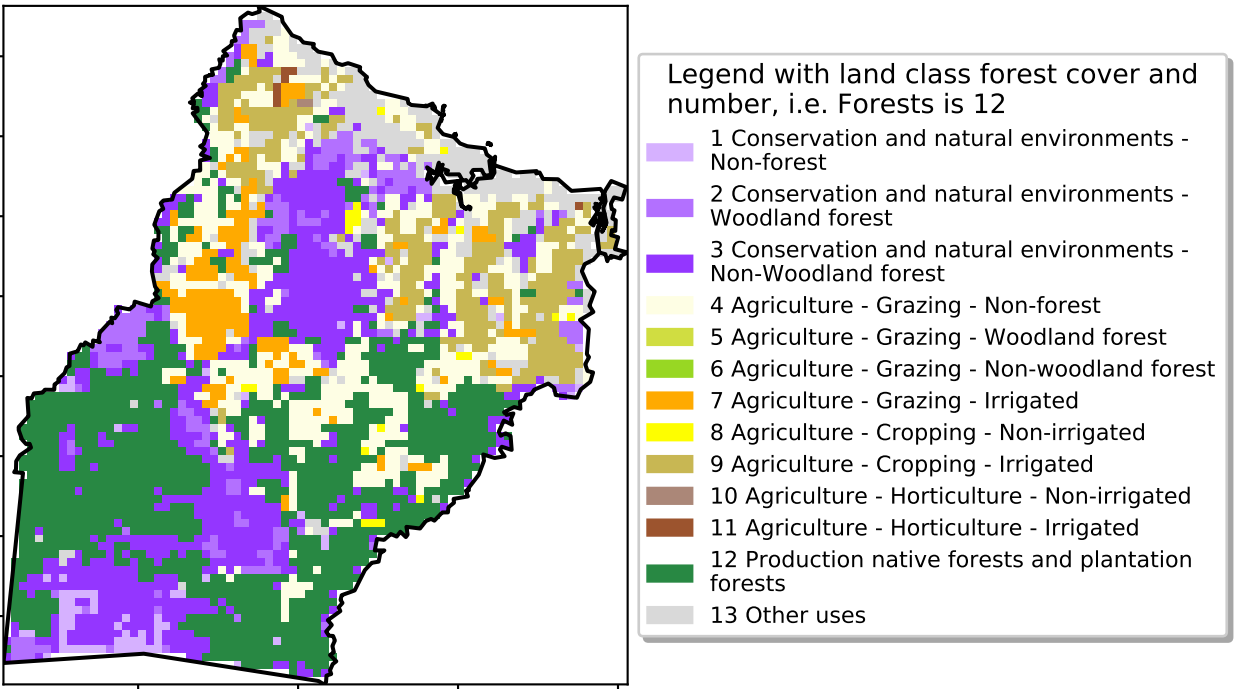 Legend with land class forest cover and
number, i.e. Forests is 12
1 Conservation and natural environments -
Non-forest
2 Conservation and natural environments -
Woodland forest
3 Conservation and natural environments -
Non-Woodland forest
4 Agriculture - Grazing - Non-forest
5 Agriculture - Grazing - Woodland forest
6 Agriculture - Grazing - Non-woodland forest
7 Agriculture - Grazing - Irrigated
8 Agriculture - Cropping - Non-irrigated
9 Agriculture - Cropping - Irrigated
10 Agriculture - Horticulture - Non-irrigated
11 Agriculture - Horticulture - Irrigated
12 Production native forests and plantation
forests
13 Other uses